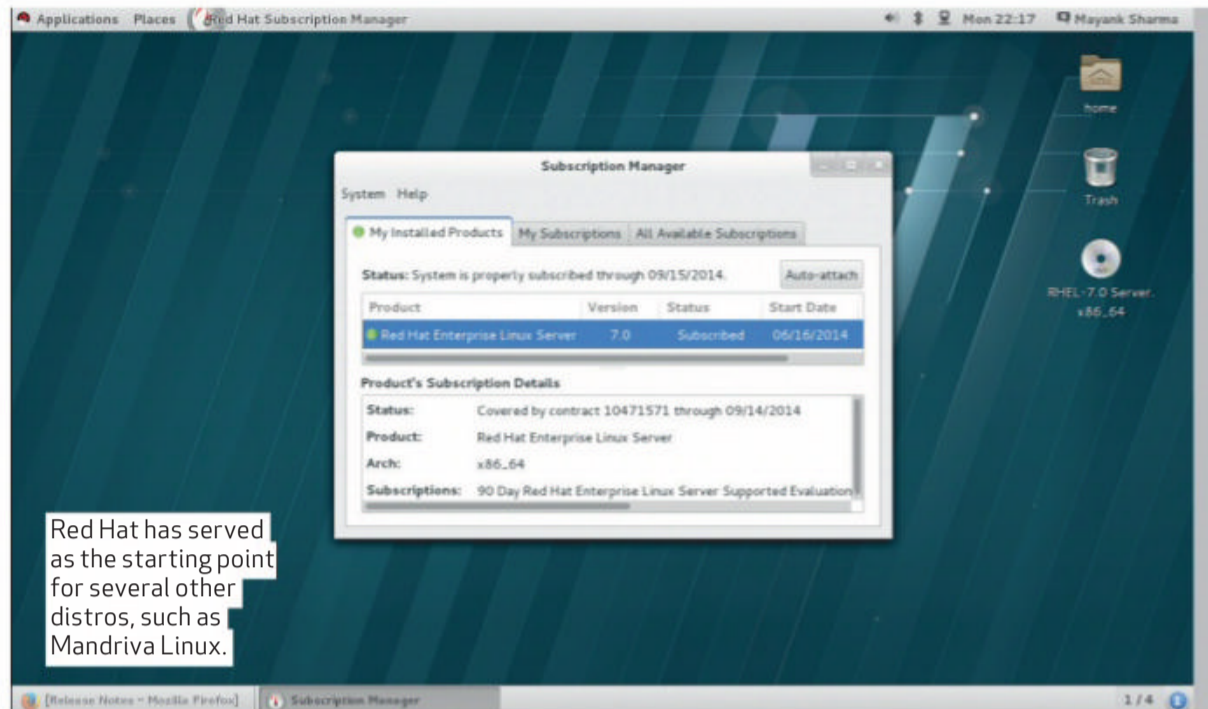 Applications Places Red Hat Subscription Manager Mon 22:17 Mayank Sharma
home
Trash
RHEL-7.0 Server.
x86_64
Subscription Manager
System Help
My Installed Products My Subscriptions All Available Subscriptions
Status: System is properly subscribed through 09/15/2014. Auto-attach
Product Version Status Start Date
Red Hat Enterprise Linux Server 7.0 Subscribed 06/16/2014
Product's Subscription Details
Status: Covered by contract 10471571 through 09/14/2014
Product: Red Hat Enterprise Linux Server
Arch: x86_64
Subscriptions: 90 Day Red Hat Enterprise Linux Server Supported Evaluation
Red Hat has served
as the starting point
for several other
distros, such as
Mandriva Linux.
[Release Notes - Mozilla Firefox] Subscription Manager 1 / 4